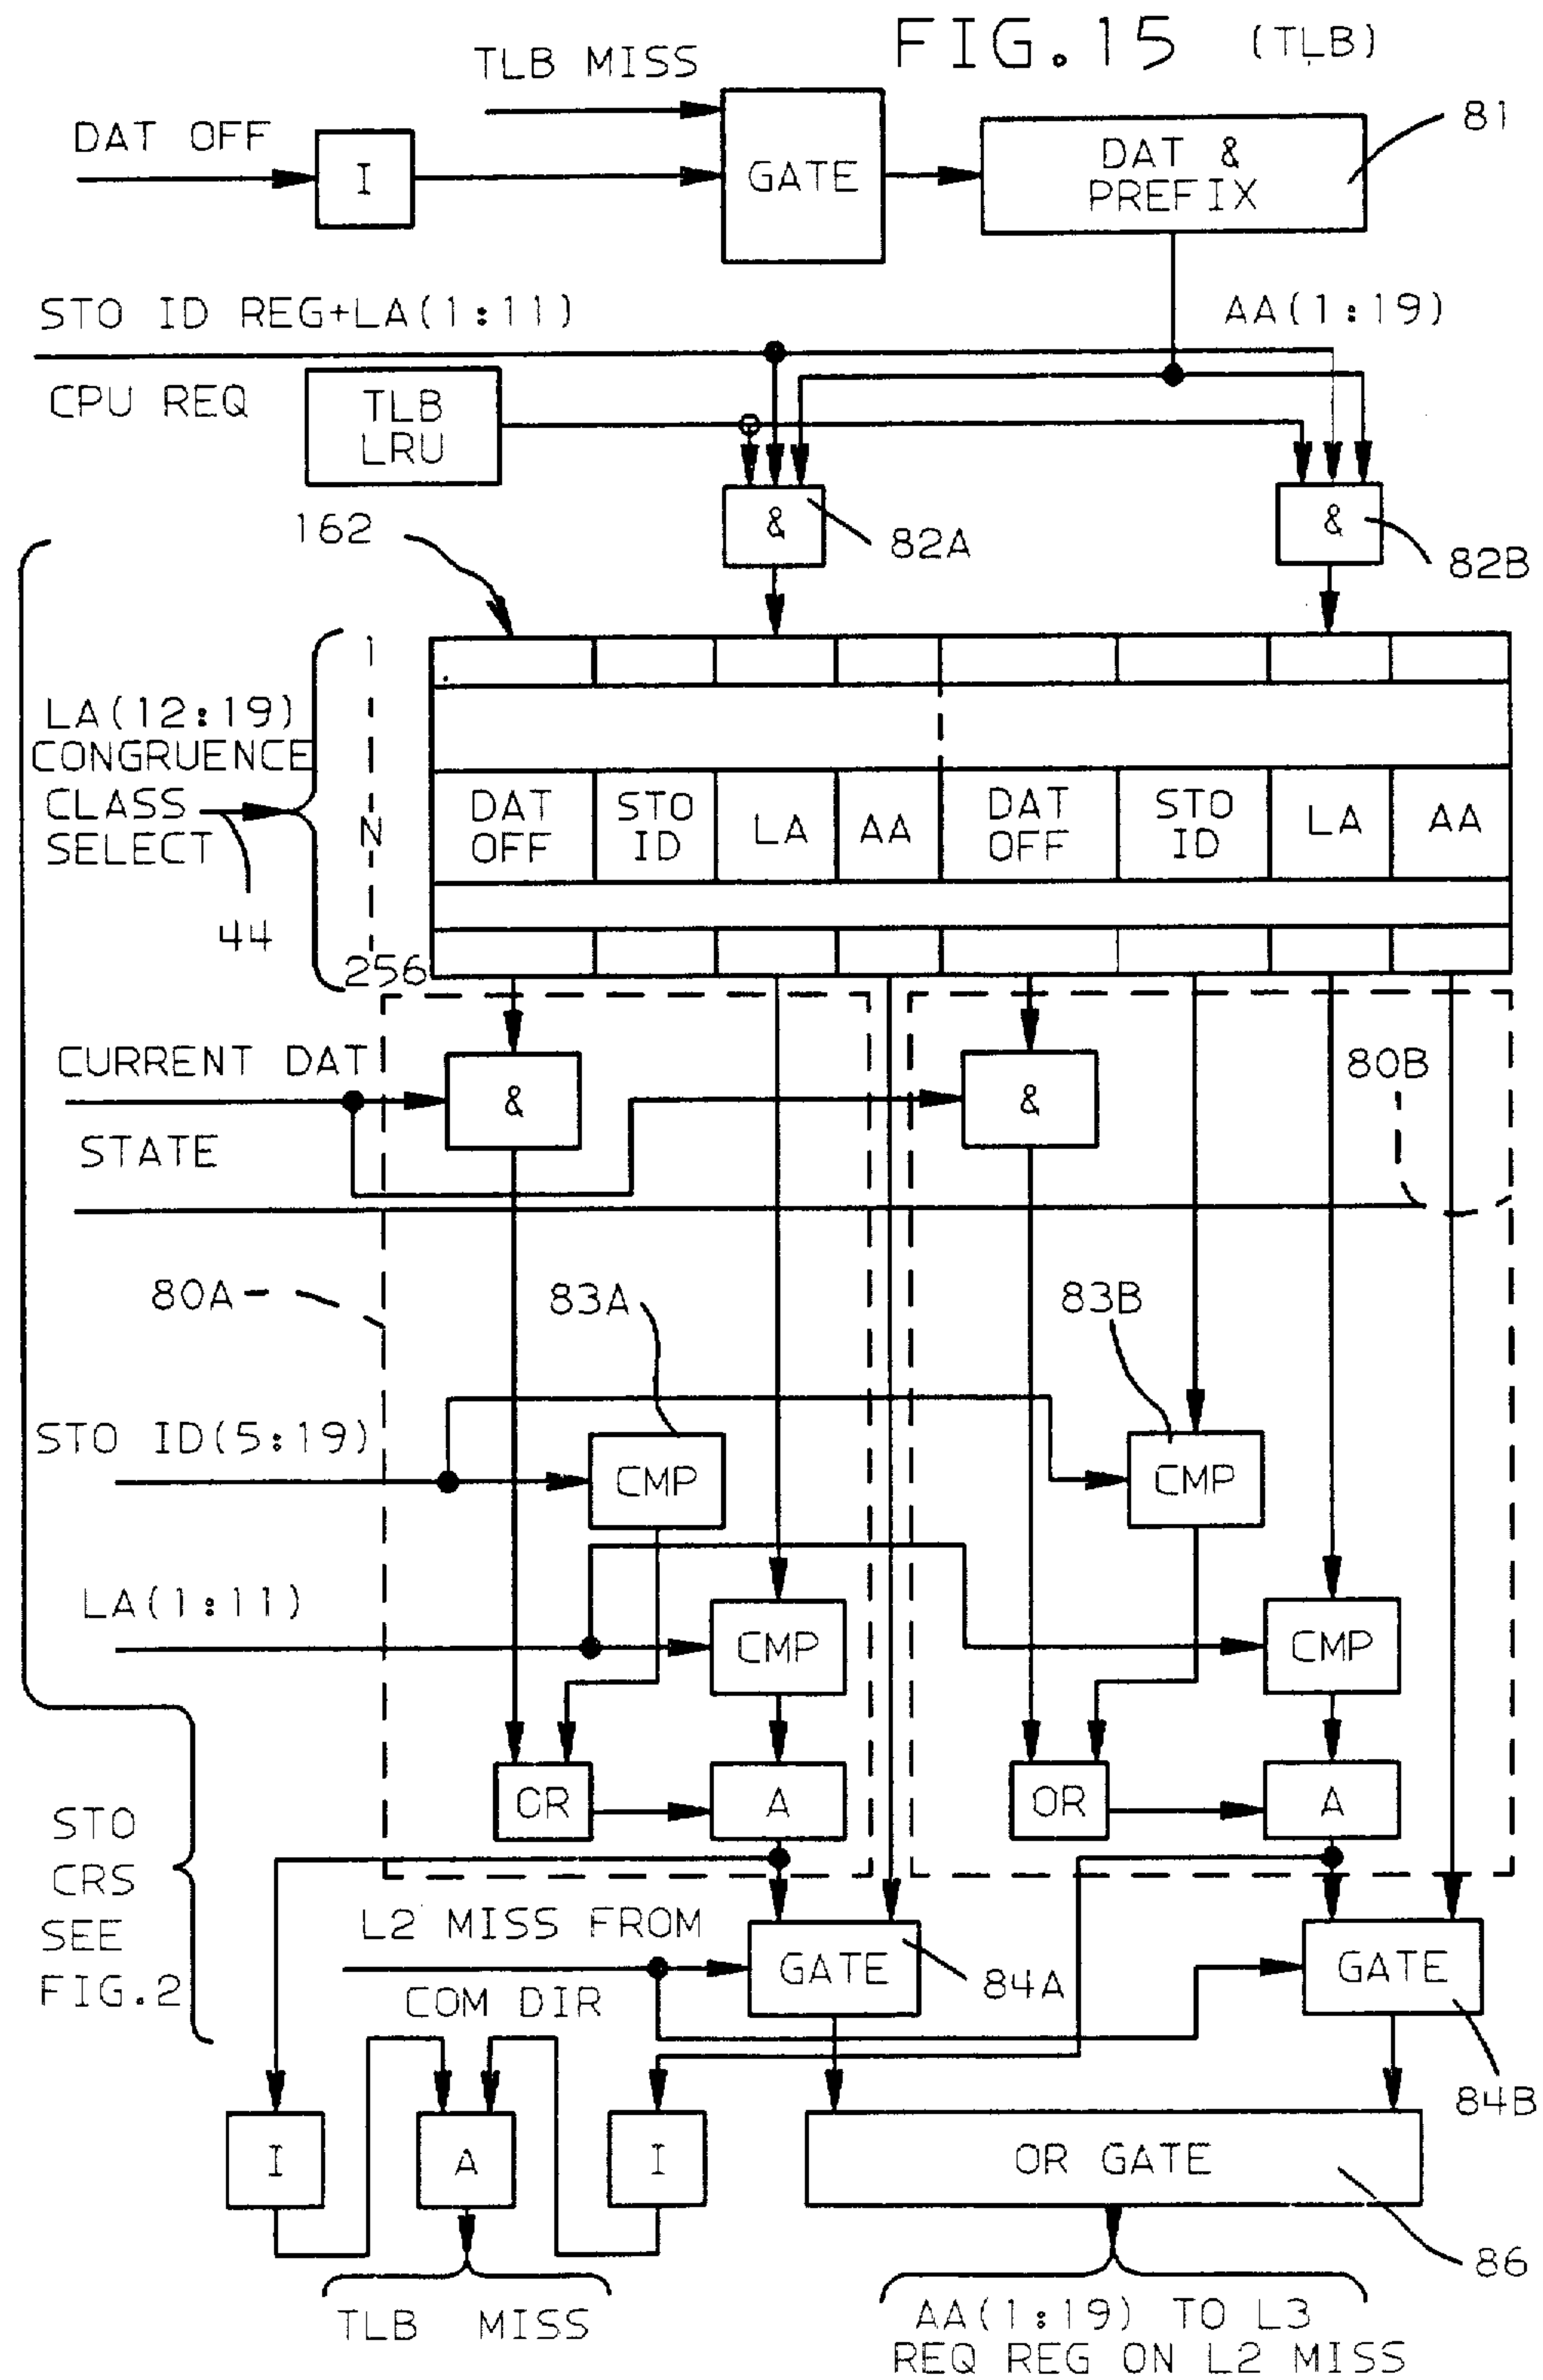 FIG.15 (TLB)
TLB MISS
DAT OFF
I
GATE
DAT &
PREFIX
81
STO ID REG+LA(1:11)
AA(1:19)
CPU REQ
TLB
LRU
&
82A
&
82B
162
1
LA(12:19)
CONGRUENCE
CLASS
SELECT
44
N
256
DAT
OFF
STO
ID
LA
AA
DAT
OFF
STO
ID
LA
AA
CURRENT DAT
STATE
&
&
80B
80A
83A
83B
STO ID(5:19)
CMP
CMP
LA(1:11)
CMP
CMP
OR
A
OR
A
STO
CRS
SEE
FIG.2
L2 MISS FROM
COM DIR
GATE
84A
GATE
84B
I
A
I
OR GATE
86
TLB MISS
AA(1:19) TO L3
REQ REG ON L2 MISS